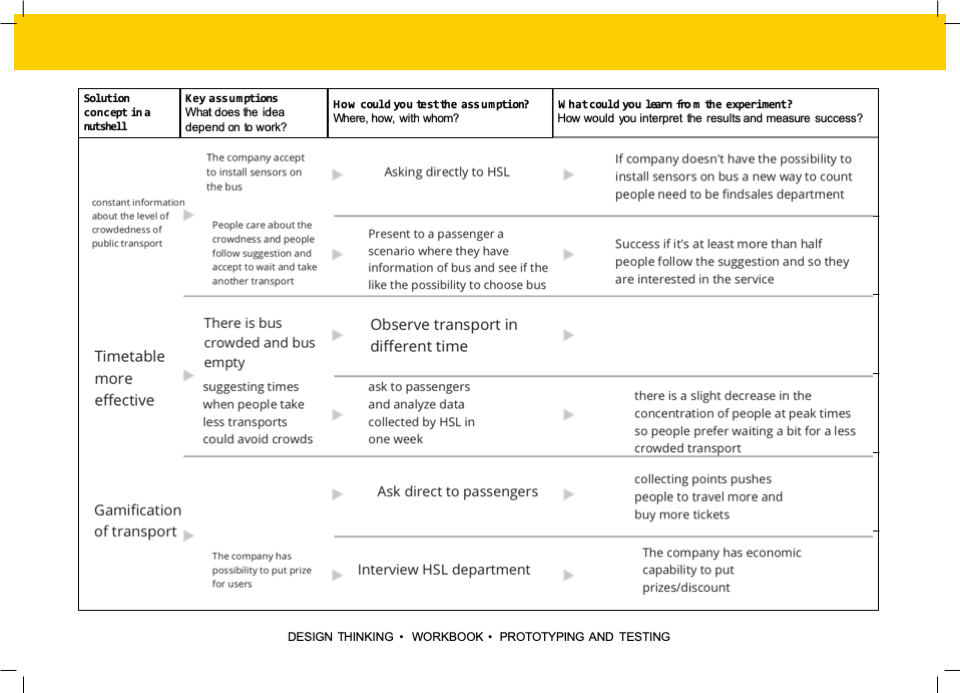 Solution
concept in a
nutshell
Key assumptions
What does the idea
depend on to work?
How could you test the assumption?
Where, how, with whom?
What could you learn from the experiment?
How would you interpret the results and measure success?
constant information
about the level of
crowdedness of
public transport
The company accept
to install sensors on
the bus
Asking directly to HSL
If company doesn't have the possibility to
install sensors on bus a new way to count
people need to be findsales department
People care about the
crowdness and people
follow suggestion and
accept to wait and take
another transport
Present to a passenger a
scenario where they have
information of bus and see if the
like the possibility to choose bus
Success if it's at least more than half
people follow the suggestion and so they
are interested in the service
Timetable
more
effective
There is bus
crowded and bus
empty
Observe transport in
different time
suggesting times
when people take
less transports
could avoid crowds
ask to passengers
and analyze data
collected by HSL in
one week
there is a slight decrease in the
concentration of people at peak times
so people prefer waiting a bit for a less
crowded transport
Gamification
of transport
Ask direct to passengers
collecting points pushes
people to travel more and
buy more tickets
The company has
possibility to put prize
for users
Interview HSL department
The company has economic
capability to put
prizes/discount
DESIGN THINKING • WORKBOOK • PROTOTYPING AND TESTING